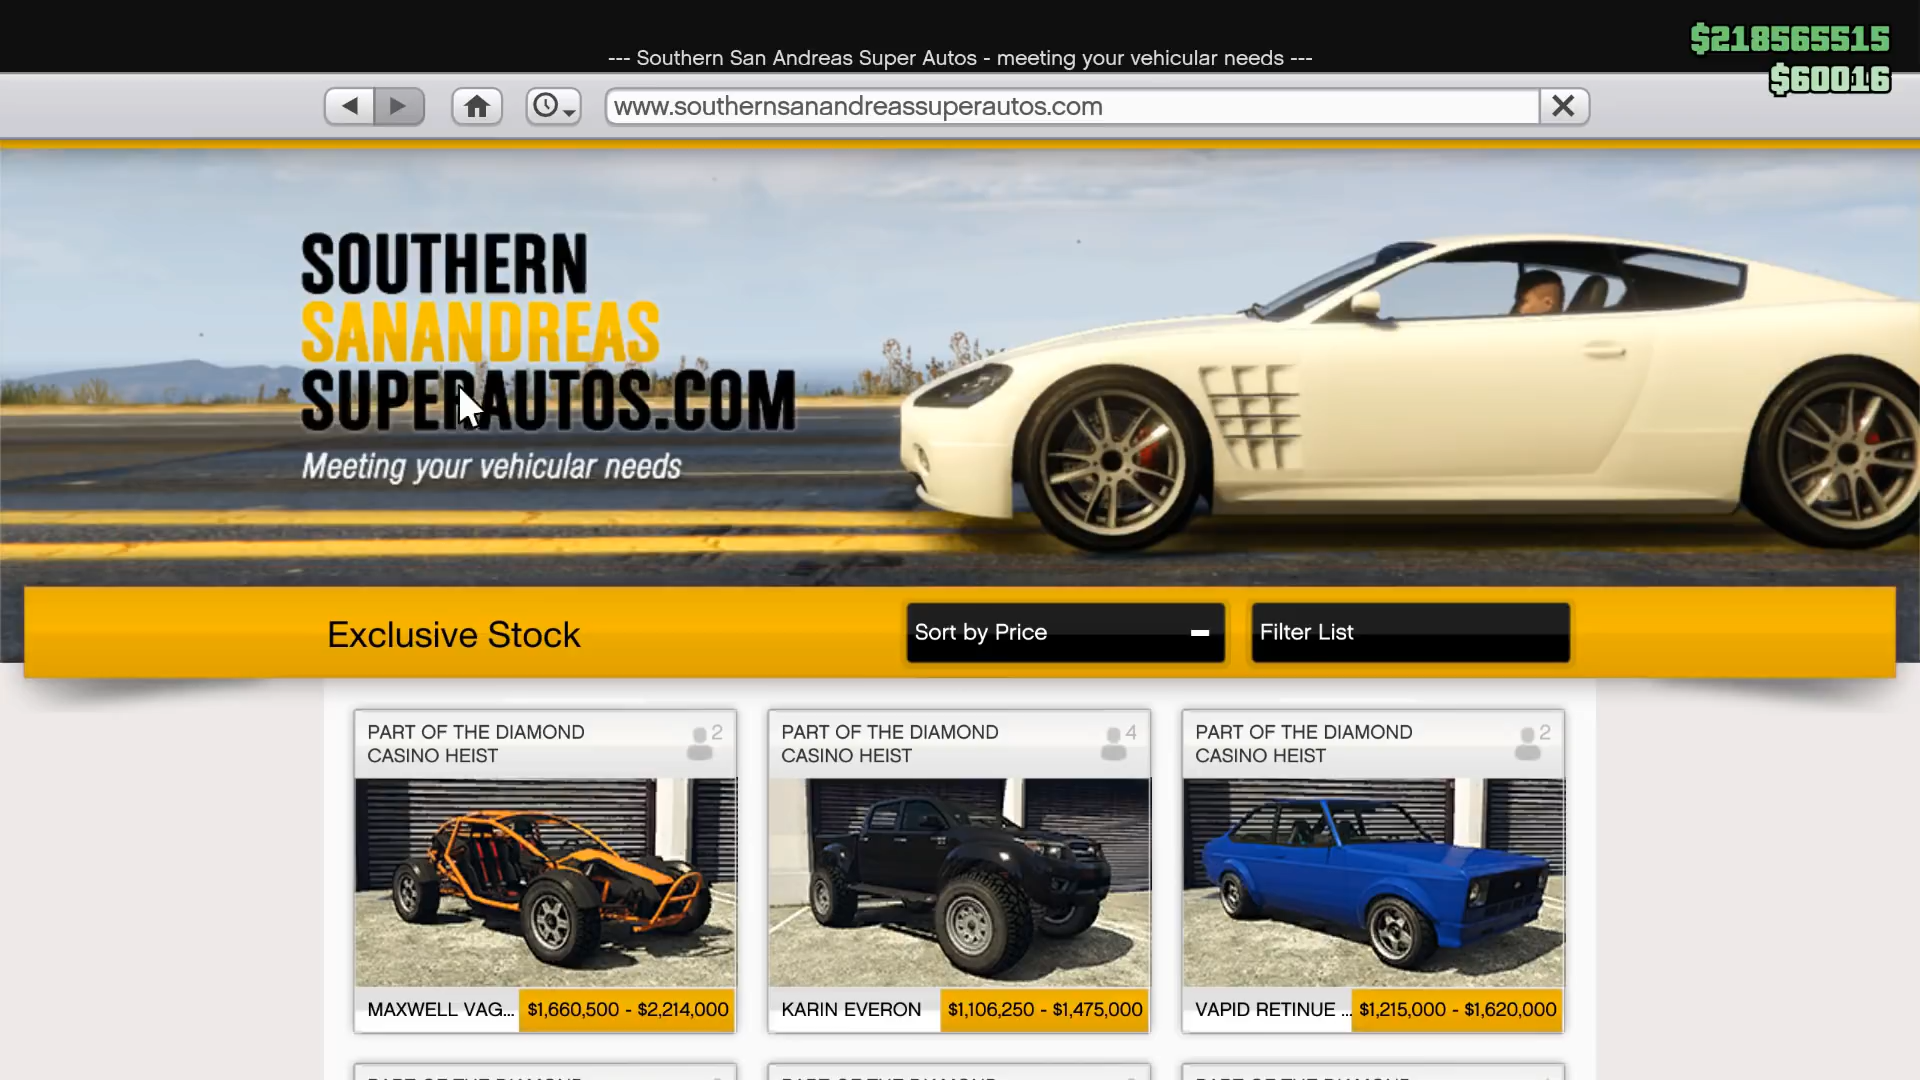 --- Southern San Andreas Super Autos - meeting your vehicular needs ---
$218565515
$60016
www.southernsanandreassuperautos.com
SOUTHERN
SANANDREAS
SUPERAUTOS.COM
Meeting your vehicular needs
Exclusive Stock
Sort by Price
Filter List
PART OF THE DIAMOND
CASINO HEIST
2
MAXWELL VAG... $1,660,500 - $2,214,000
PART OF THE DIAMOND
CASINO HEIST
4
KARIN EVERON $1,106,250 - $1,475,000
PART OF THE DIAMOND
CASINO HEIST
2
VAPID RETINUE ... $1,215,000 - $1,620,000